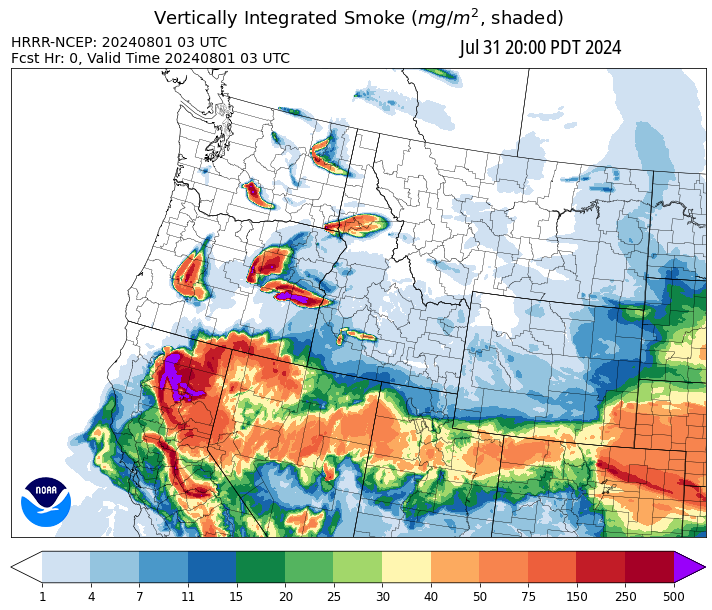 Vertically Integrated Smoke (mg/m², shaded)
HRRR-NCEP: 20240801 03 UTC
Jul 31 20:00 PDT 2024
Fcst Hr: 0, Valid Time 20240801 03 UTC
NOAA
1 4 7 11 15 20 25 30 40 50 75 150 250 500